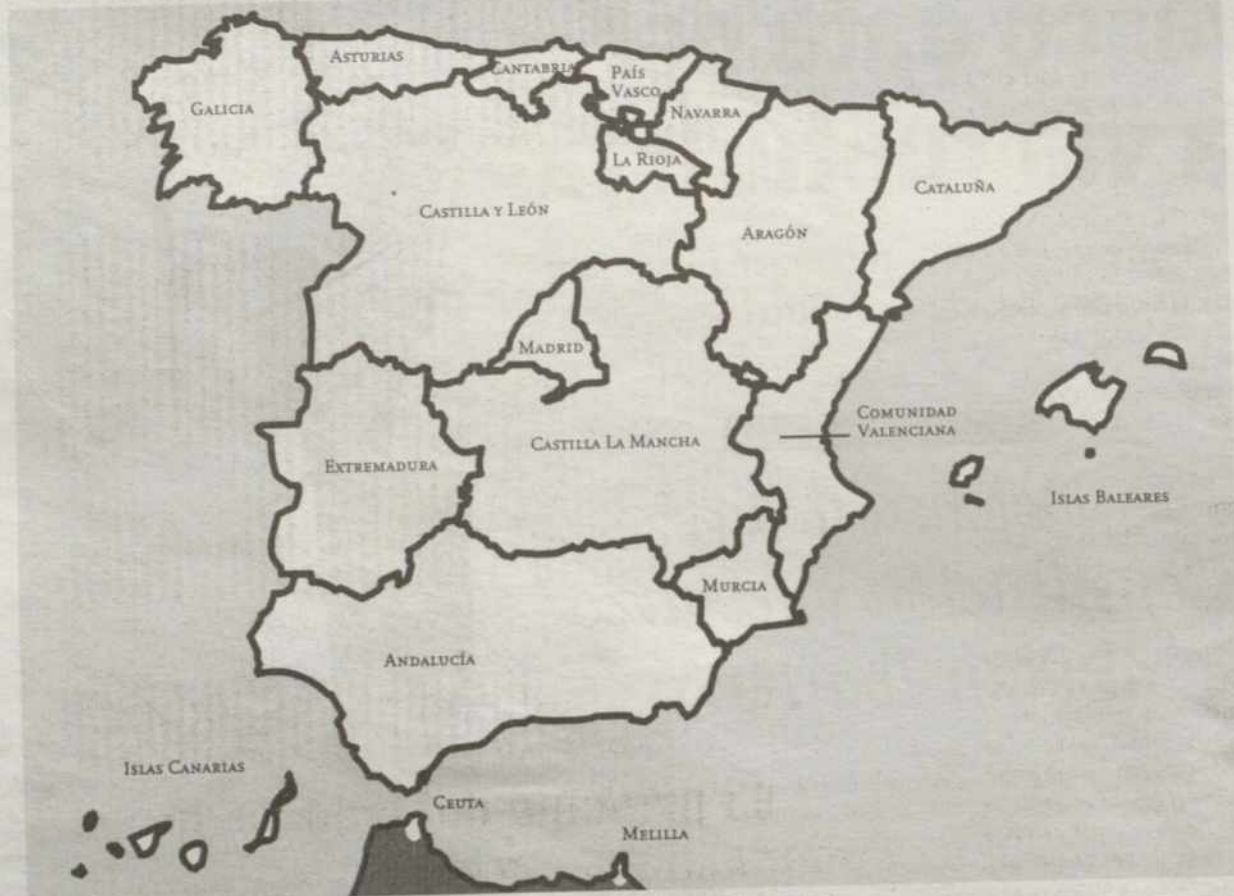 ASTURIAS
CANTABRIA
PAÍS
VASCO
GALICIA
NAVARRA
LA RIOJA
CATALUÑA
CASTILLA Y LEÓN
ARAGÓN
MADRID
COMUNIDAD
VALENCIANA
CASTILLA LA MANCHA
EXTREMADURA
ISLAS BALEARES
MURCIA
ANDALUCÍA
ISLAS CANARIAS
CEUTA
MELILLA